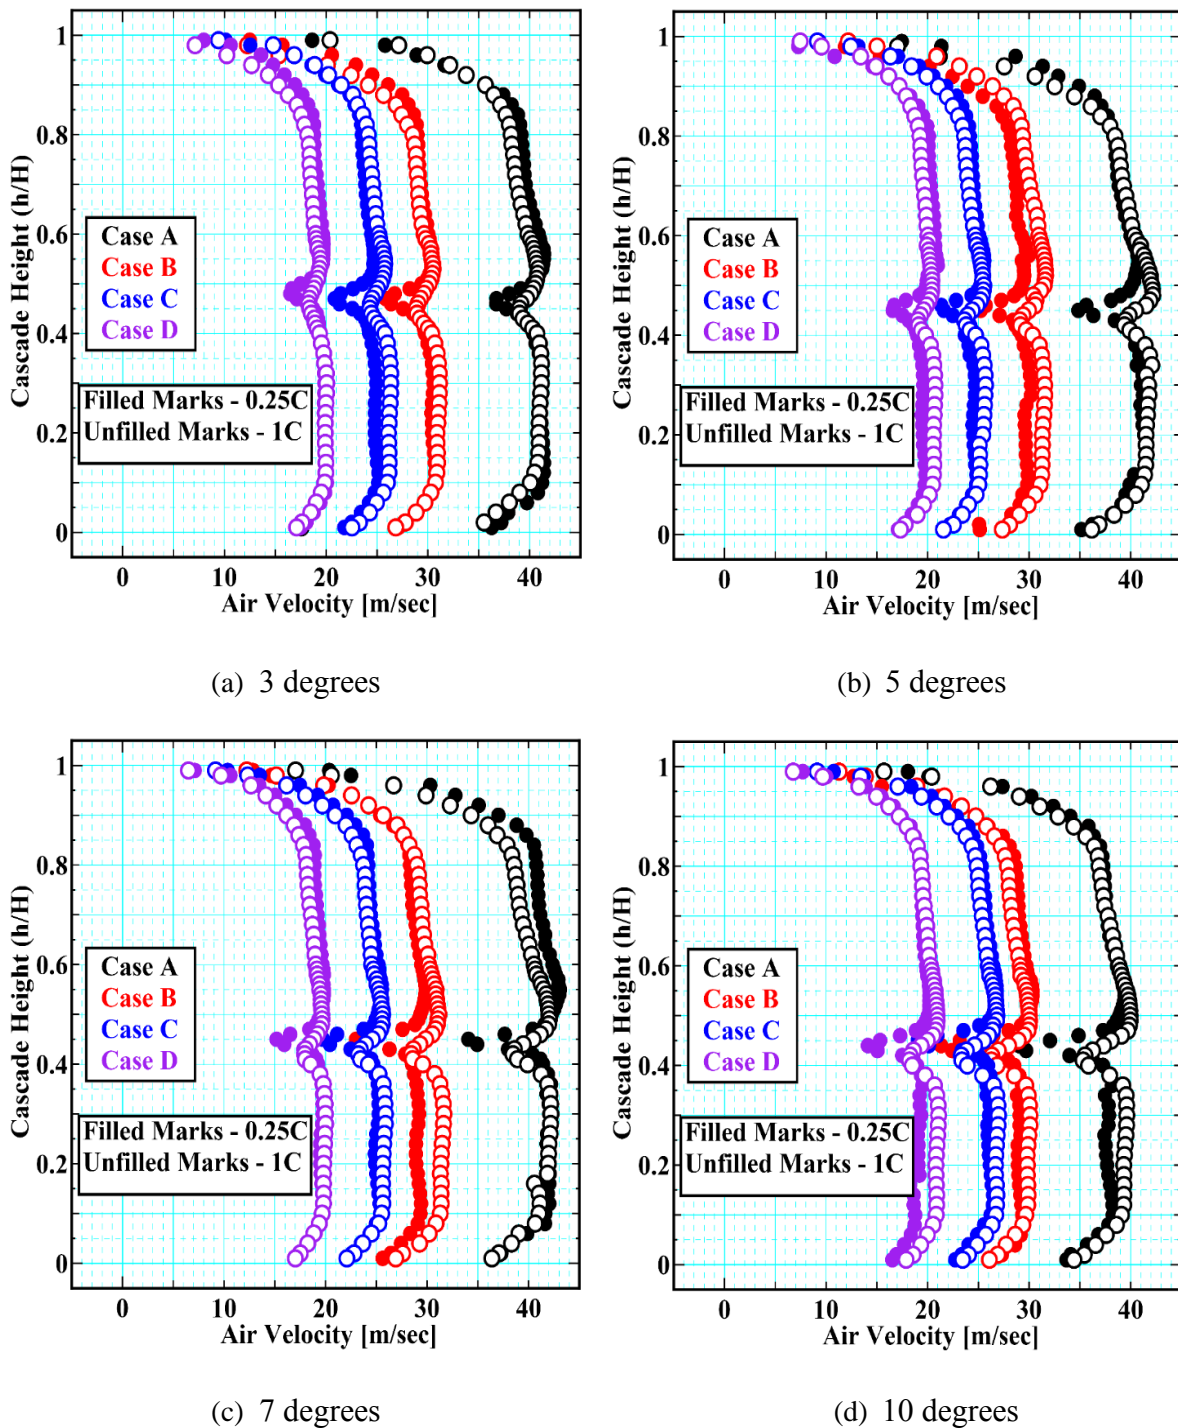 1
0.8
0.6
0.4
0.2
0
Cascade Height (h/H)
Case A
Case B
Case C
Case D
Filled Marks - 0.25C
Unfilled Marks - 1C
0 10 20 30 40
Air Velocity [m/sec]
(a) 3 degrees
1
0.8
0.6
0.4
0.2
0
Cascade Height (h/H)
Case A
Case B
Case C
Case D
Filled Marks - 0.25C
Unfilled Marks - 1C
0 10 20 30 40
Air Velocity [m/sec]
(b) 5 degrees
1
0.8
0.6
0.4
0.2
0
Cascade Height (h/H)
Case A
Case B
Case C
Case D
Filled Marks - 0.25C
Unfilled Marks - 1C
0 10 20 30 40
Air Velocity [m/sec]
(c) 7 degrees
1
0.8
0.6
0.4
0.2
0
Cascade Height (h/H)
Case A
Case B
Case C
Case D
Filled Marks - 0.25C
Unfilled Marks - 1C
0 10 20 30 40
Air Velocity [m/sec]
(d) 10 degrees